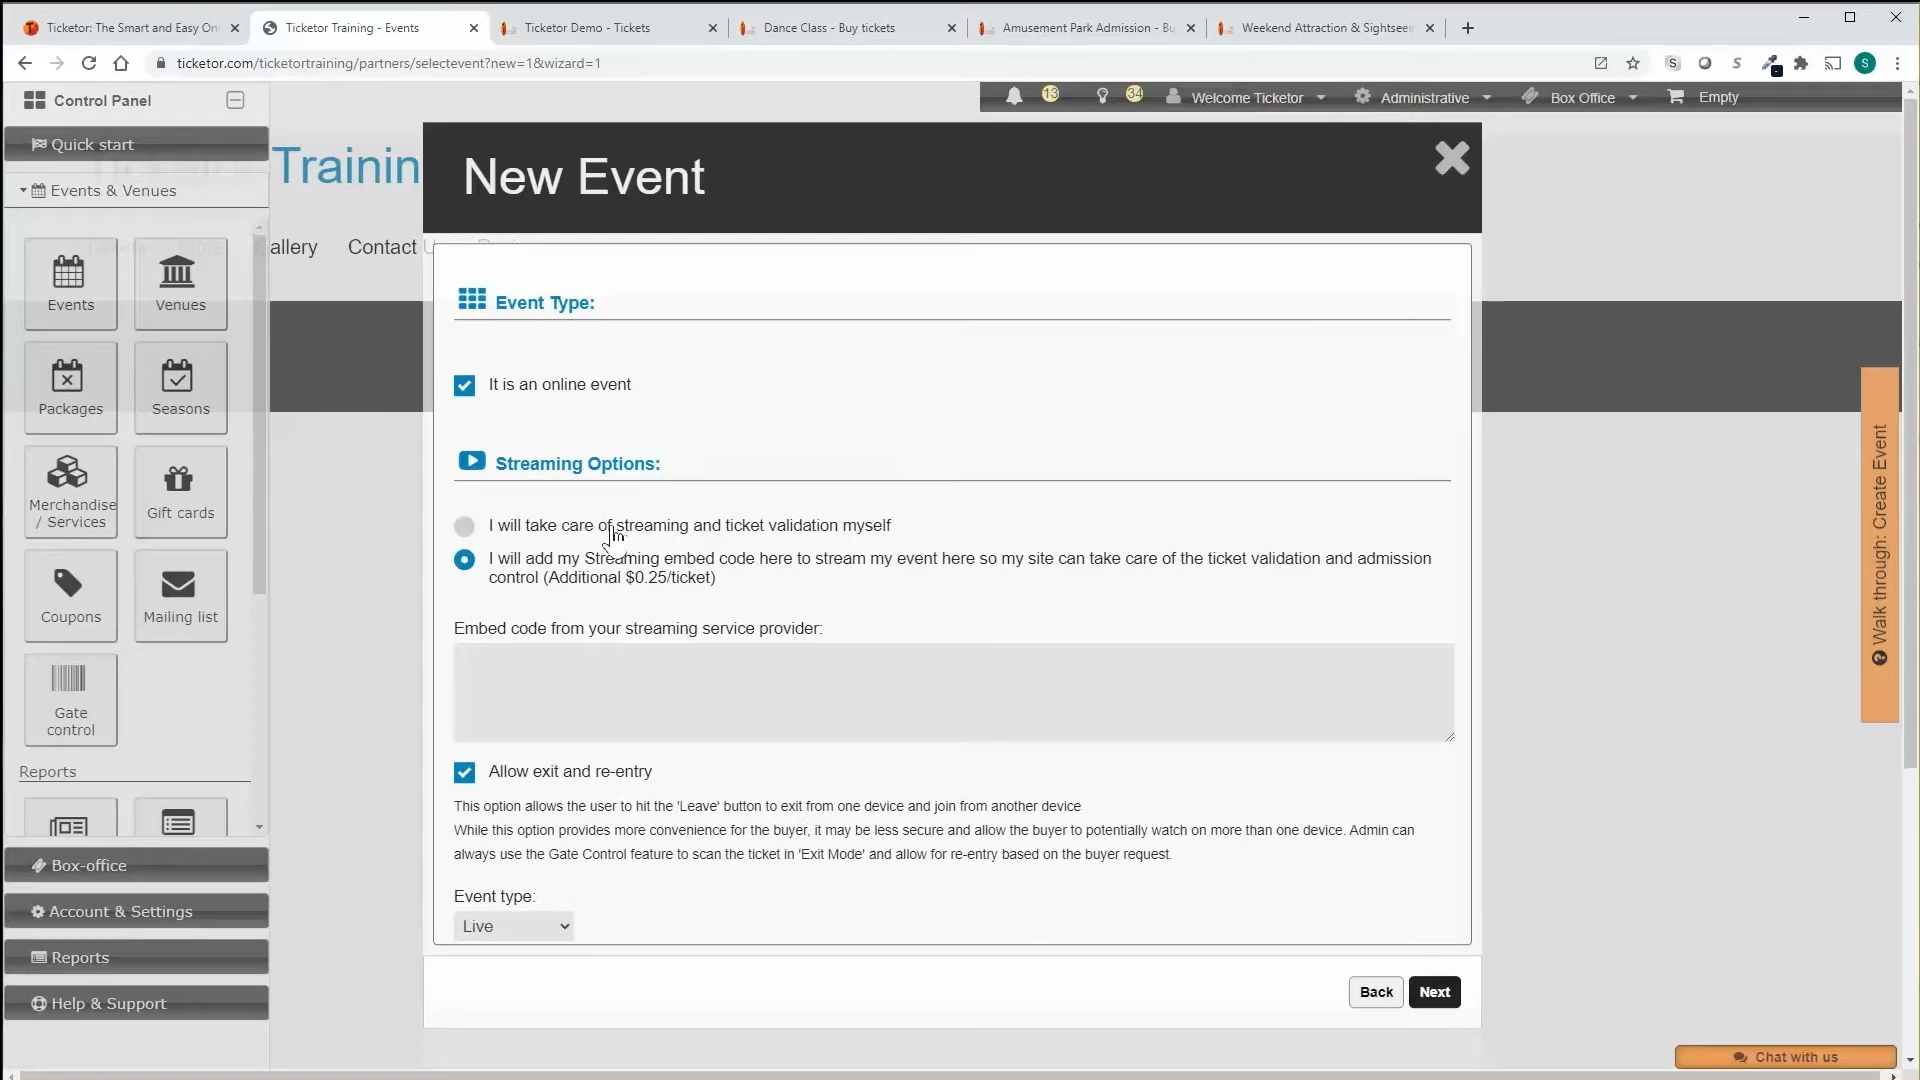 Ticketor: The Smart and Easy On
Ticketor Training - Events
Ticketor Demo - Tickets
Dance Class - Buy tickets
Amusement Park Admission - Bu
Weekend Attraction & Sightseein
ticketor.com/ticketortraining/partners/selectevent?new=1&wizard=1
S
Control Panel
13
34
Welcome Ticketor
Administrative
Box Office
Empty
Quick start
Trainin
New Event
Events & Venues
allery
Contact U
Events
Venues
Packages
Seasons
Merchandise
/ Services
Gift cards
Coupons
Mailing list
Gate
control
Reports
Box-office
Account & Settings
Reports
Help & Support
Event Type:
It is an online event
Streaming Options:
I will take care of streaming and ticket validation myself
I will add my Streaming embed code here to stream my event here so my site can take care of the ticket validation and admission
control (Additional $0.25/ticket)
Embed code from your streaming service provider:
Allow exit and re-entry
This option allows the user to hit the 'Leave' button to exit from one device and join from another device
While this option provides more convenience for the buyer, it may be less secure and allow the buyer to potentially watch on more than one device. Admin can
always use the Gate Control feature to scan the ticket in 'Exit Mode' and allow for re-entry based on the buyer request.
Event type:
Live
Back
Next
Walk through: Create Event
Chat with us